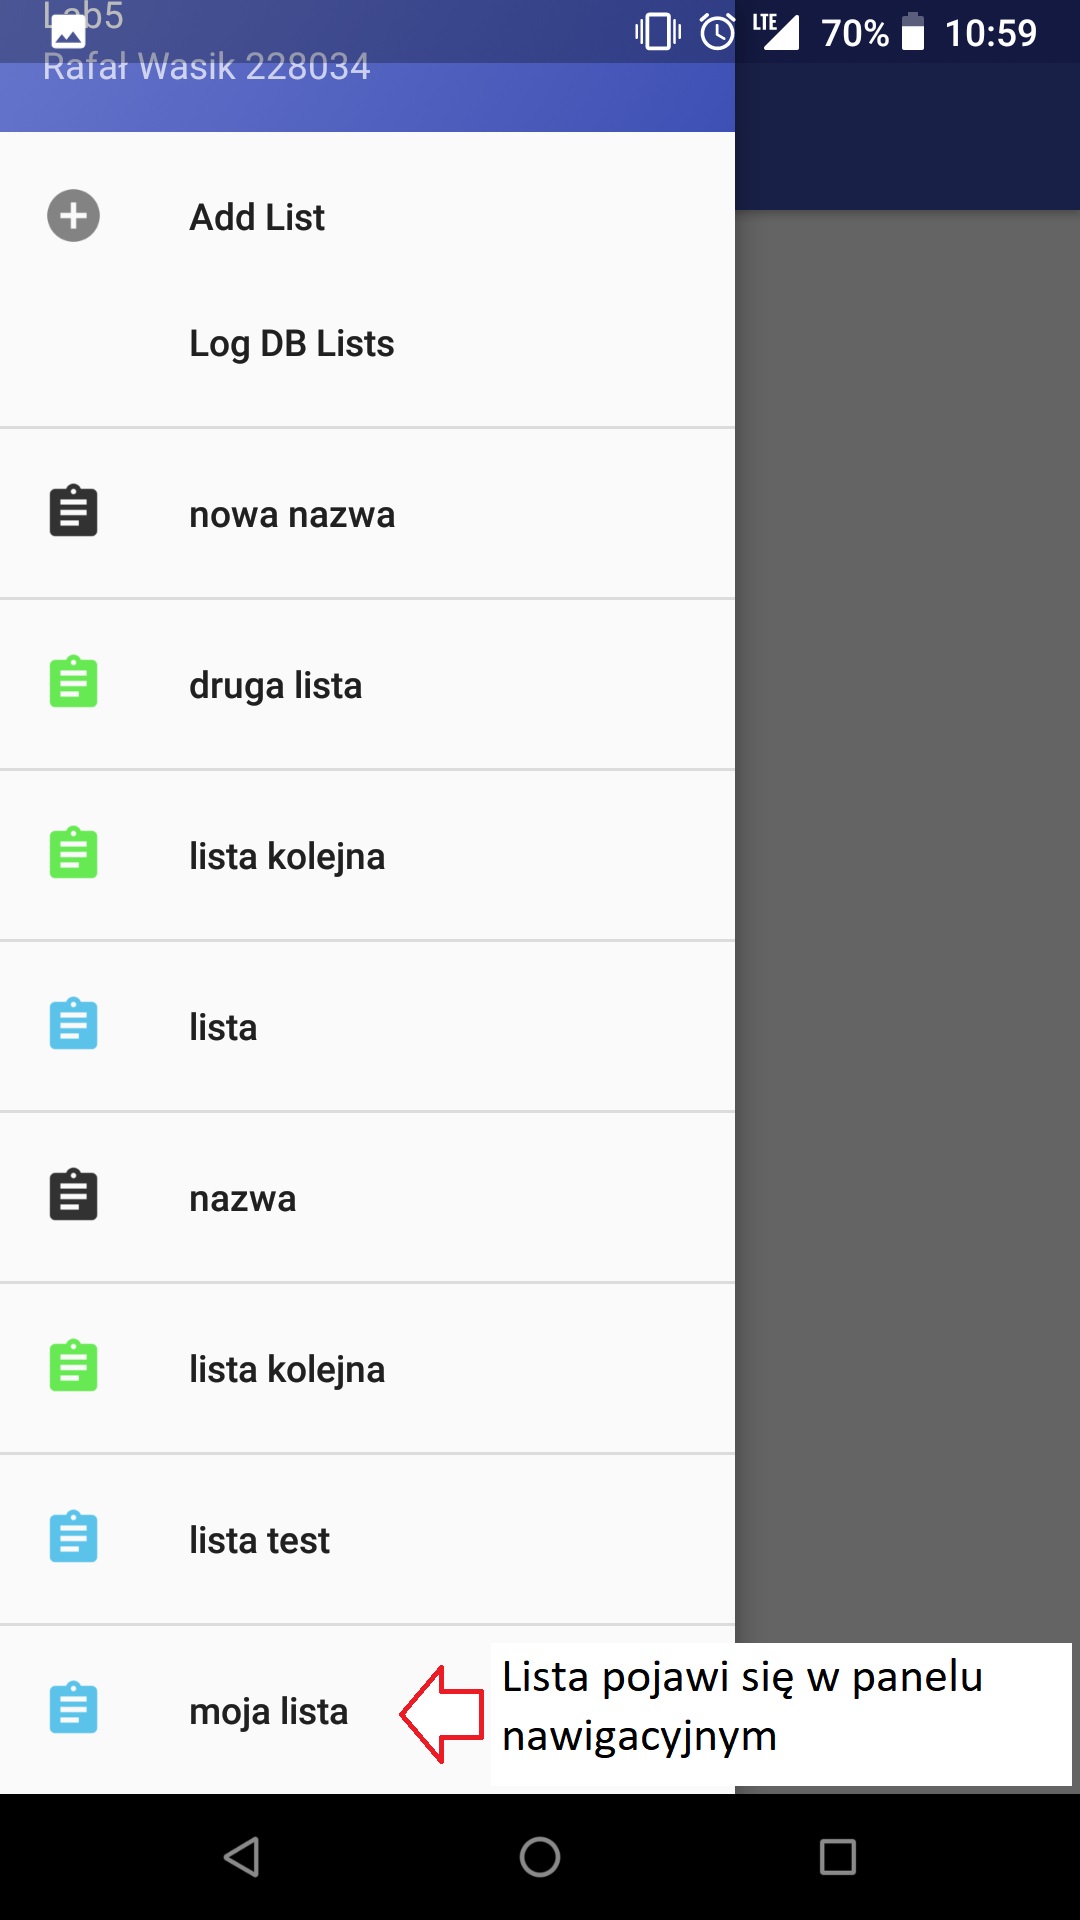 Lab5
LTE 70% 10:59
Rafał Wasik 228034
Add List
Log DB Lists
nowa nazwa
druga lista
lista kolejna
lista
nazwa
lista kolejna
lista test
moja lista
Lista pojawi się w panelu
nawigacyjnym